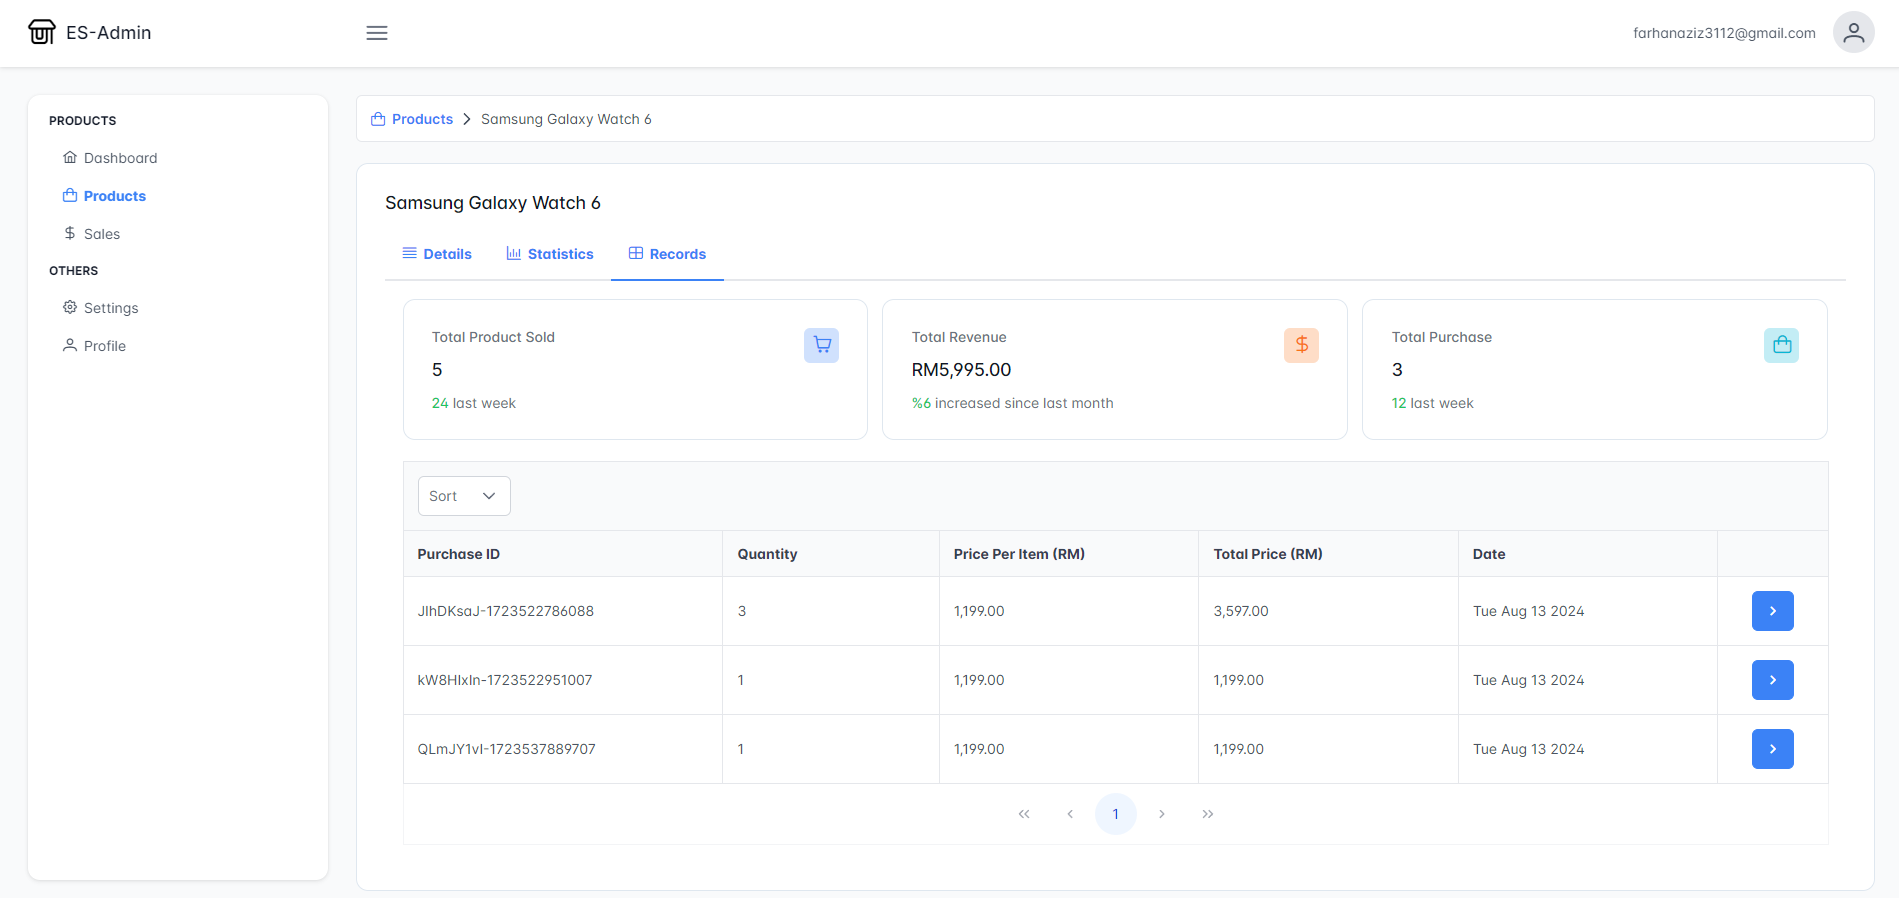 ES-Admin
farhanaziz3112@gmail.com
PRODUCTS
Dashboard
Products
Sales
OTHERS
Settings
Profile
Products > Samsung Galaxy Watch 6
Samsung Galaxy Watch 6
Details Statistics Records
Total Product Sold
5
24 last week
Total Revenue
RM5,995.00
%6 increased since last month
Total Purchase
3
12 last week
Sort
Purchase ID Quantity Price Per Item (RM) Total Price (RM) Date
JIhDKsaJ-1723522786088 3 1,199.00 3,597.00 Tue Aug 13 2024
kW8HIxIn-1723522951007 1 1,199.00 1,199.00 Tue Aug 13 2024
QLmJY1vI-1723537889707 1 1,199.00 1,199.00 Tue Aug 13 2024
« ‹ 1 › »